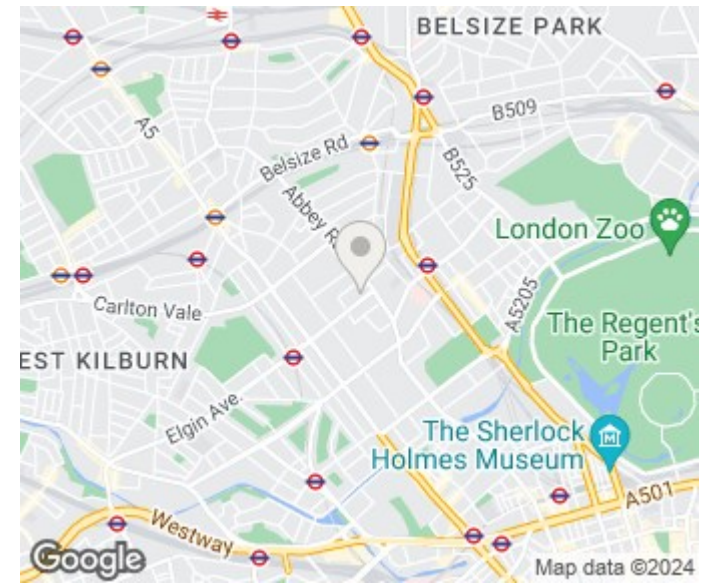 BELSIZE PARK
B509
A5
Belsize Rd
B525
Abbey R
London Zoo
A5205
Carlton Vale
The Regent's
Park
EST KILBURN
Elgin Ave.
The Sherlock
Holmes Museum
A501
Westway
Google
Map data ©2024